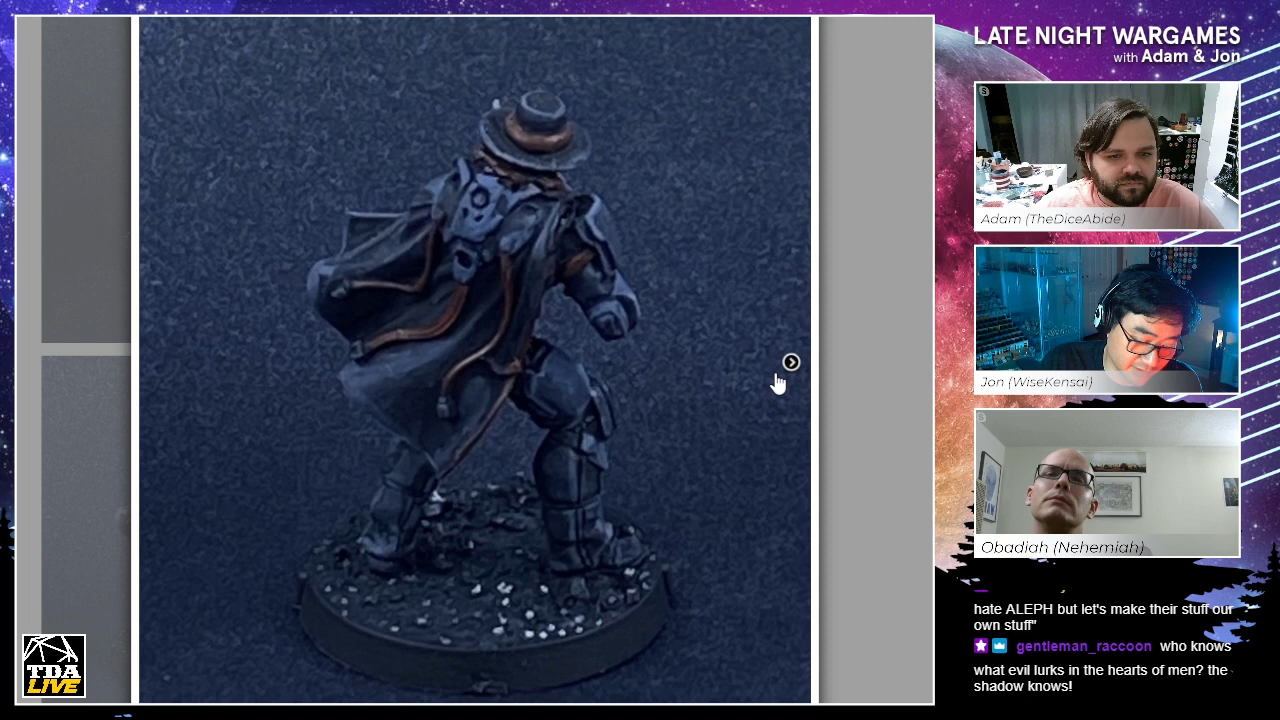 LATE NIGHT WARGAMES
with Adam & Jon
Adam (TheDiceAbide)
Jon (WiseKensai)
Obadiah (Nehemiah)
hate ALEPH but let's make their stuff our
own stuff"
gentleman_raccoon who knows
what evil lurks in the hearts of men? the
shadow knows!
TDA
LIVE